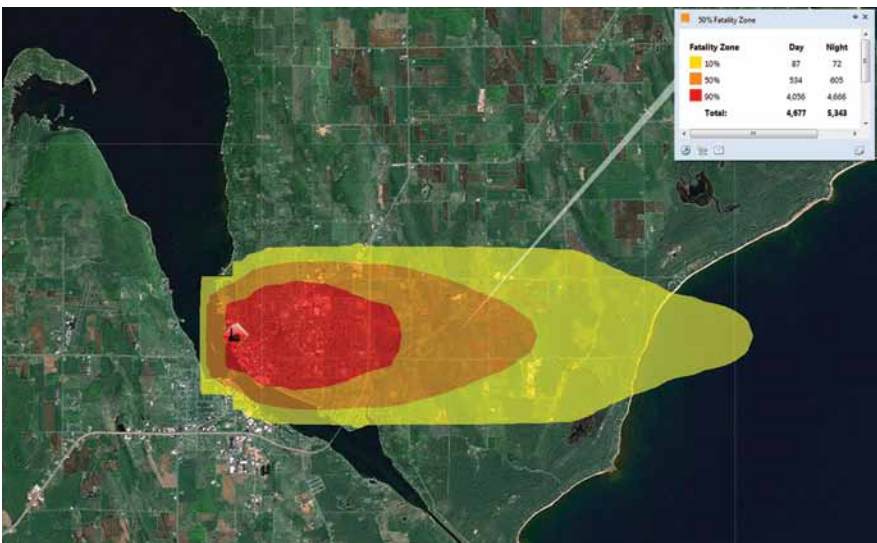 50% Fatality Zone
Fatality Zone Day Night
10% 87 72
50% 534 605
90% 4,056 4,666
Total: 4,677 5,343